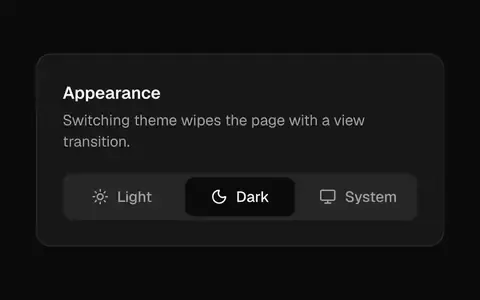 Appearance
Switching theme wipes the page with a view
transition.
Light Dark System